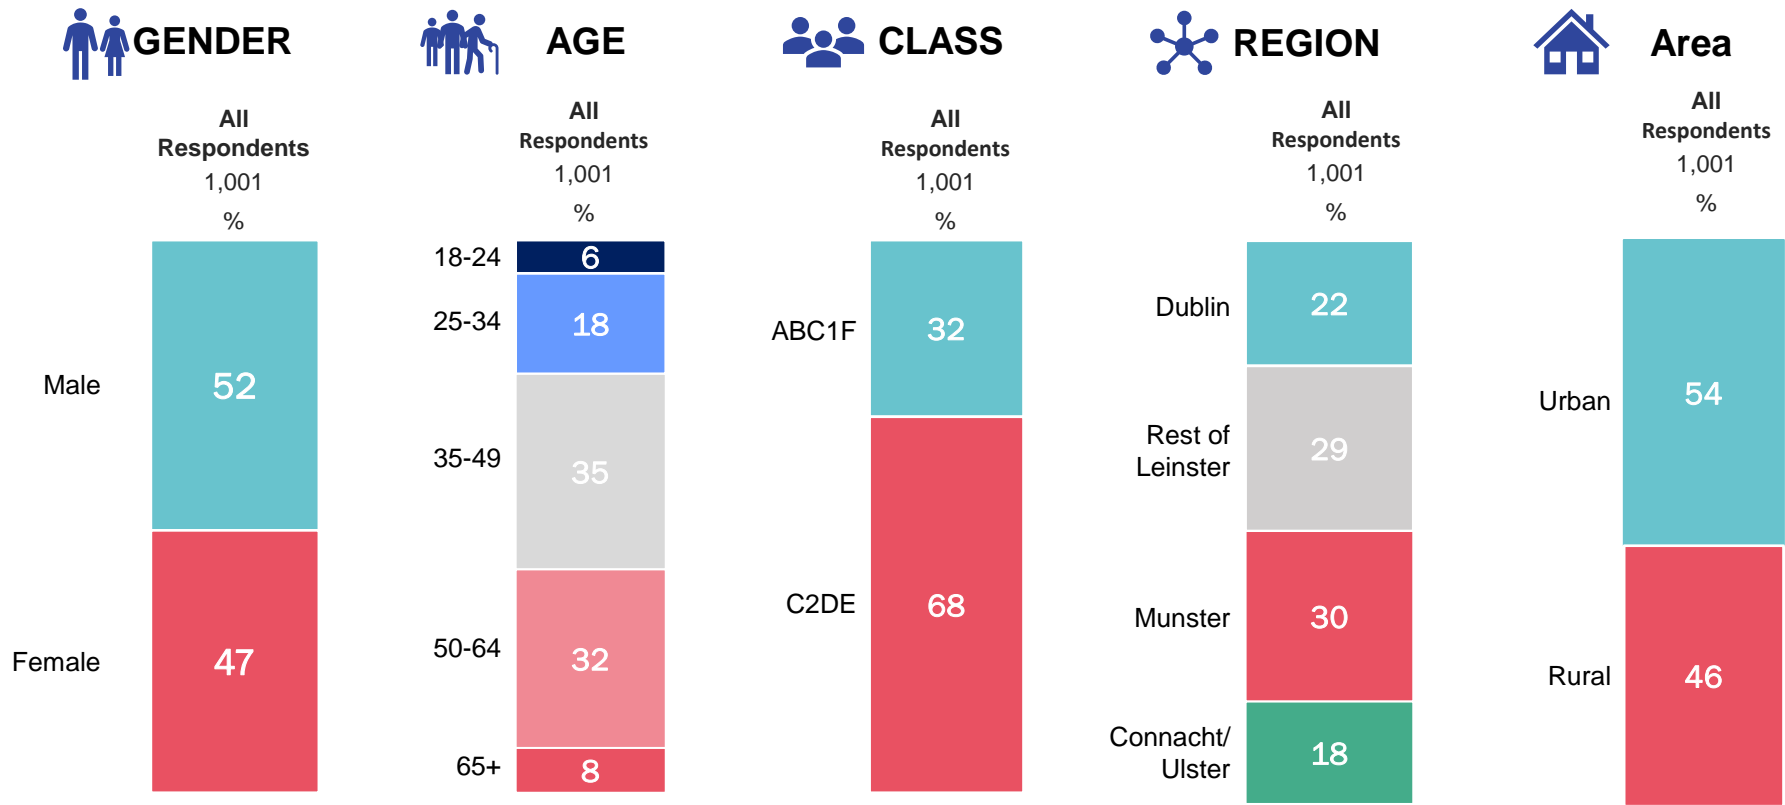 GENDER
All
Respondents
1,001
%
Male
52
Female
47
AGE
All
Respondents
1,001
%
18-24
6
25-34
18
35-49
35
50-64
32
65+
8
CLASS
All
Respondents
1,001
%
ABC1F
32
C2DE
68
REGION
All
Respondents
1,001
%
Dublin
22
Rest of
Leinster
29
Munster
30
Connacht/
Ulster
18
Area
All
Respondents
1,001
%
Urban
54
Rural
46